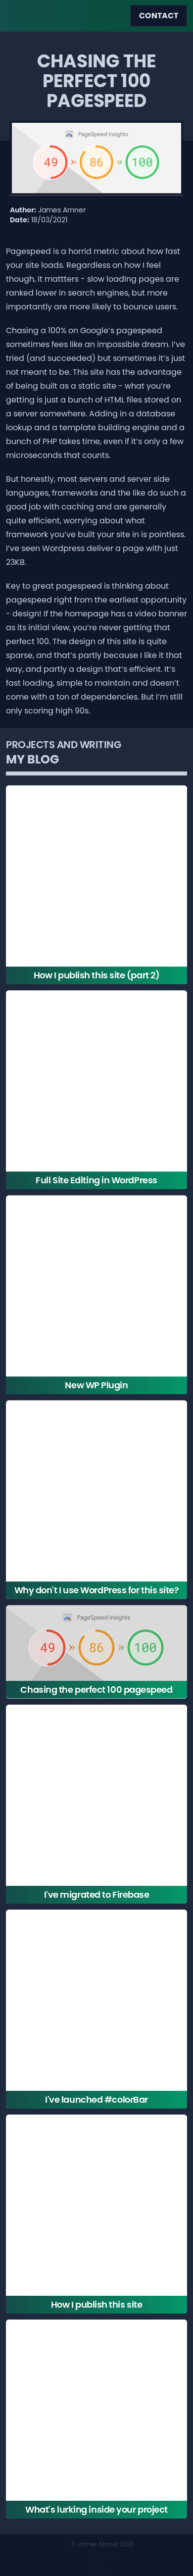 CONTACT
CHASING THE
PERFECT 100
PAGESPEED
PageSpeed Insights
49 » 86 » 100
Author: James Amner
Date: 18/03/2021
Pagespeed is a horrid metric about how fast
your site loads. Regardless on how I feel
though, it mattters - slow loading pages are
ranked lower in search engines, but more
importantly are more likely to bounce users.
Chasing a 100% on Google's pagespeed
sometimes fees like an impossible dream. I've
tried (and succeeded) but sometimes it's just
not meant to be. This site has the advantage
of being built as a static site - what you're
getting is just a bunch of HTML files stored on
a server somewhere. Adding in a database
lookup and a template building engine and a
bunch of PHP takes time, even if it's only a few
microseconds that counts.
But honestly, most servers and server side
languages, frameworks and the like do such a
good job with caching and are generally
quite efficient, worrying about what
framework you've built your site in is pointless.
I've seen Wordpress deliver a page with just
23KB.
Key to great pagespeed is thinking about
pagespeed right from the earliest opportunity
- design! If the homepage has a video banner
as its initial view, you're never getting that
perfect 100. The design of this site is quite
sparse, and that's partly because I like it that
way, and partly a design that's efficient. It's
fast loading, simple to maintain and doesn't
come with a ton of dependencies. But I'm still
only scoring high 90s.
PROJECTS AND WRITING
MY BLOG
How I publish this site (part 2)
Full Site Editing in WordPress
New WP Plugin
Why don't I use WordPress for this site?
PageSpeed Insights
49 » 86 » 100
Chasing the perfect 100 pagespeed
I've migrated to Firebase
I've launched #colorBar
How I publish this site
What's lurking inside your project
© James Amner 2023